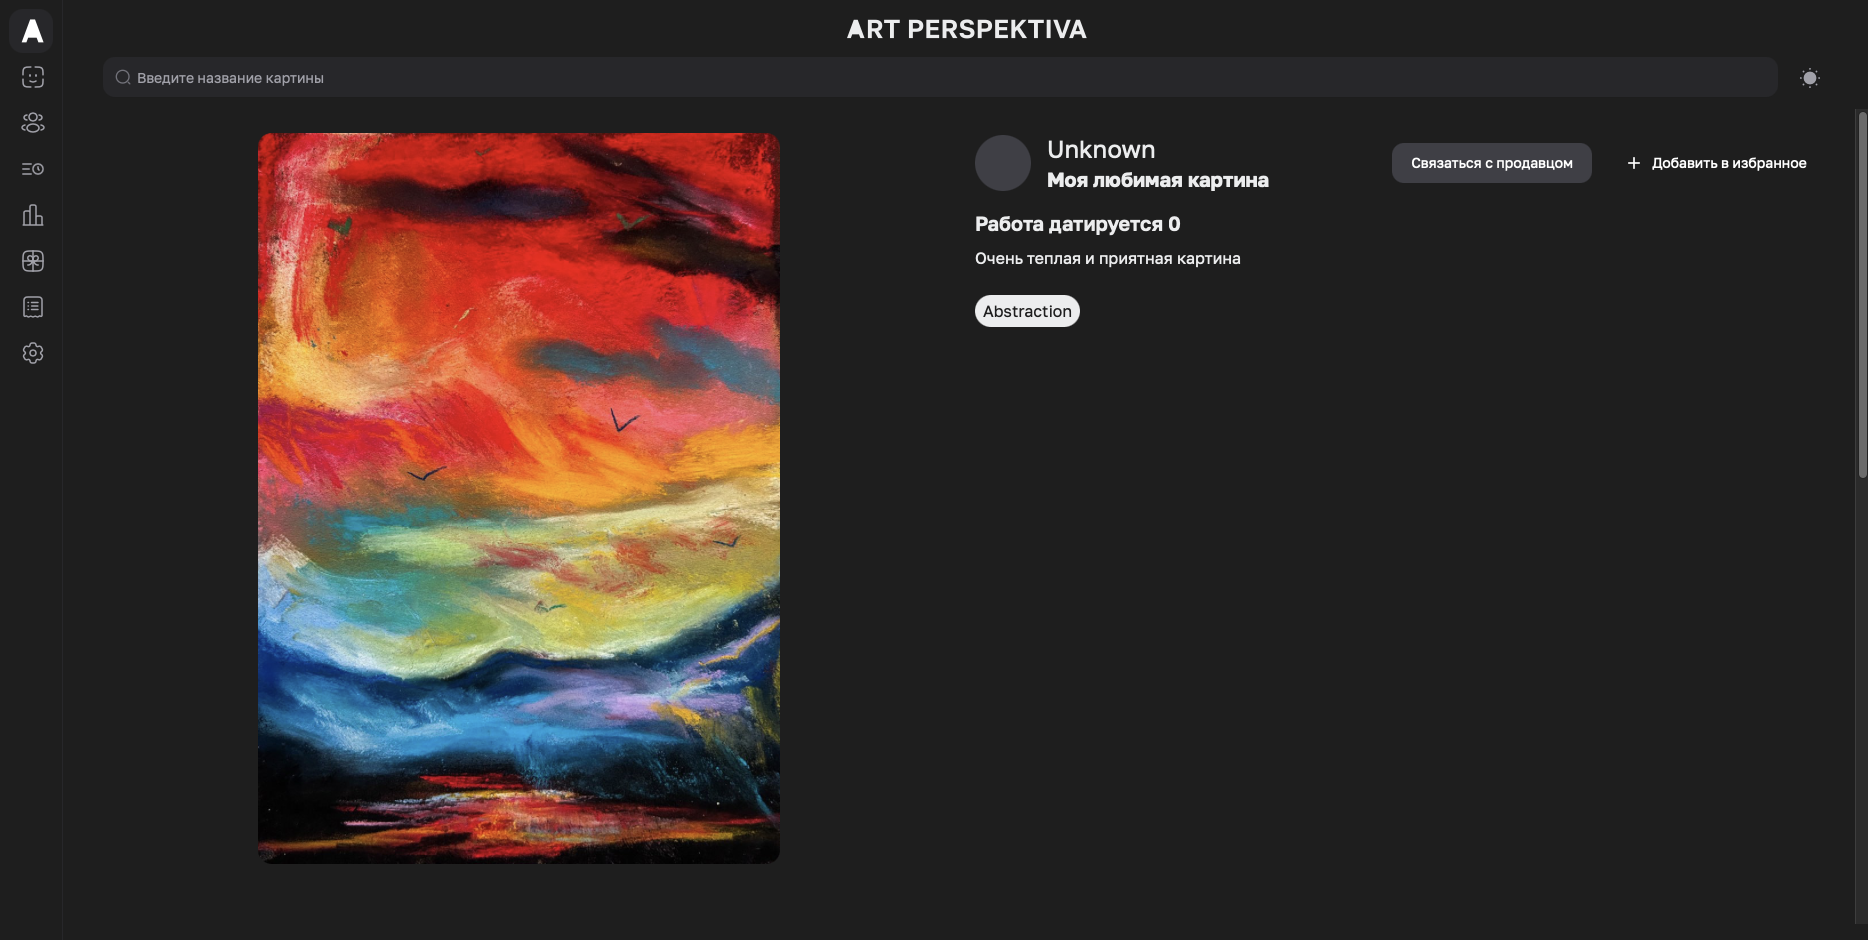 A
ART PERSPEKTIVA
Введите название картины
Unknown
Моя любимая картина
Связаться с продавцом
Добавить в избранное
Работа датируется 0
Очень теплая и приятная картина
Abstraction